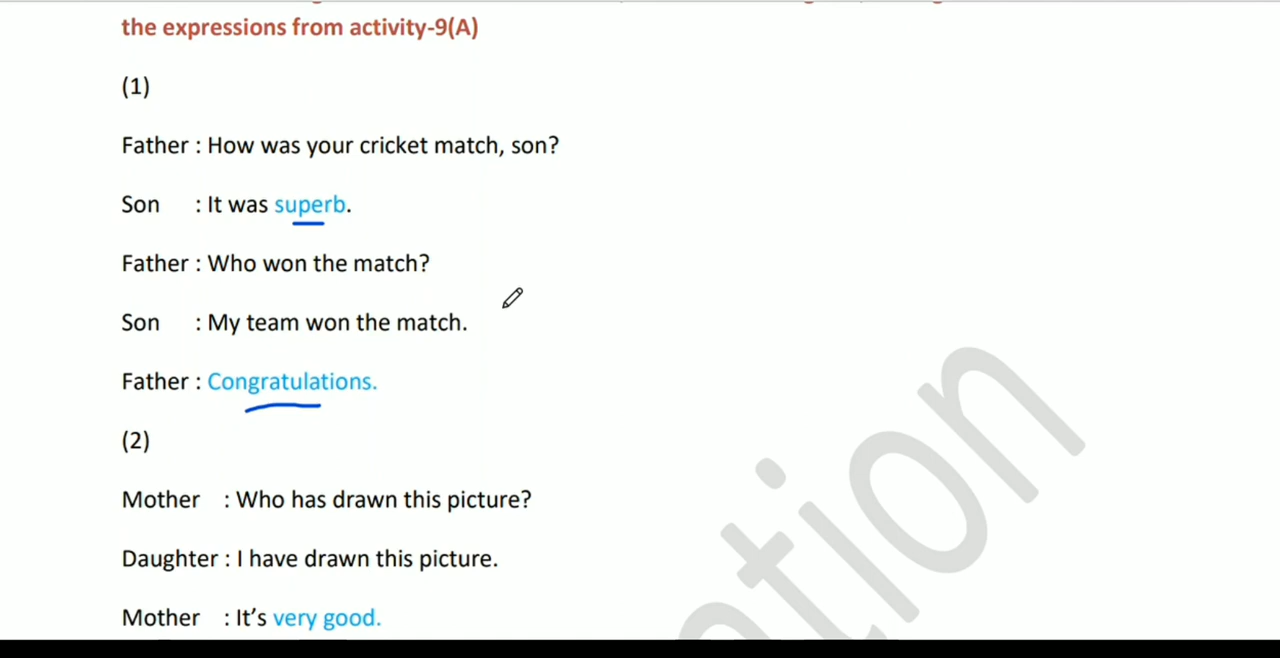 the expressions from activity-9(A)
(1)
Father : How was your cricket match, son?
Son : It was superb.
Father : Who won the match?
Son : My team won the match.
Father : Congratulations.
(2)
Mother : Who has drawn this picture?
Daughter : I have drawn this picture.
Mother : It’s very good.